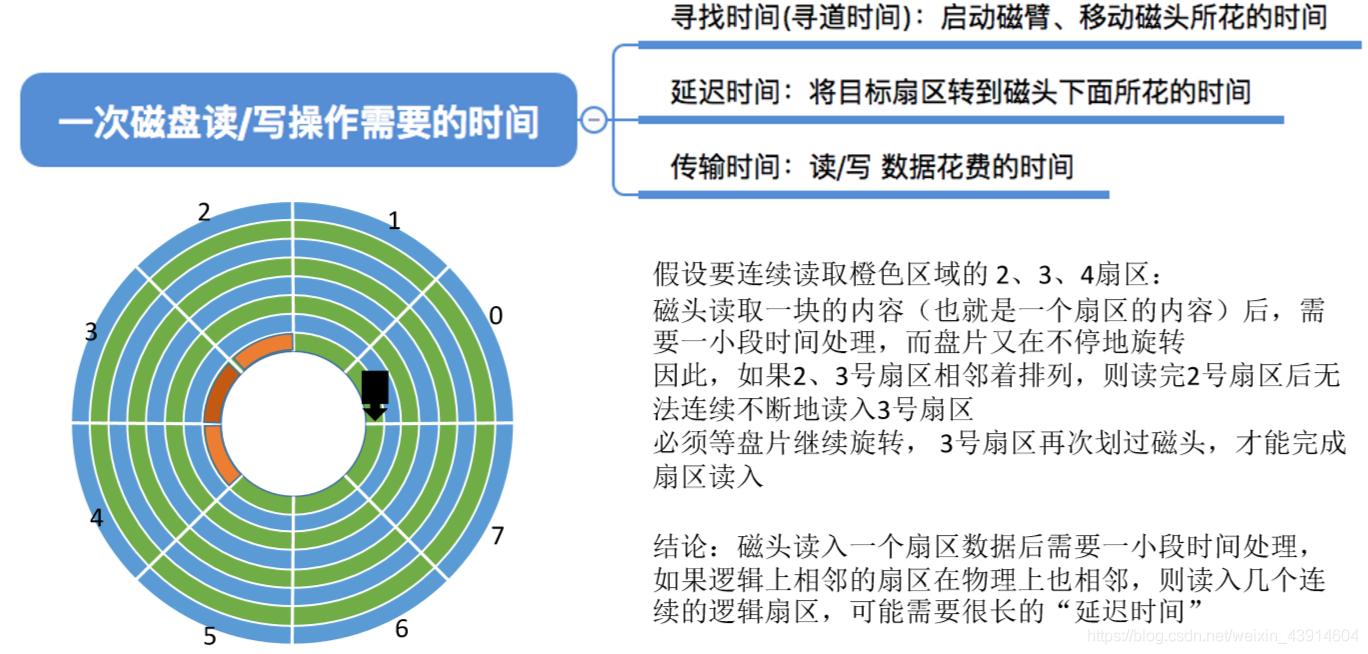 寻找时间(寻道时间)：启动磁臂、移动磁头所花的时间
一次磁盘读/写操作需要的时间
延迟时间：将目标扇区转到磁头下面所花的时间
传输时间：读/写 数据花费的时间
2
1
3
0
4
7
5
6
假设要连续读取橙色区域的 2、3、4扇区：
磁头读取一块的内容（也就是一个扇区的内容）后，需
要一小段时间处理，而盘片又在不停地旋转
因此，如果2、3号扇区相邻着排列，则读完2号扇区后无
法连续不断地读入3号扇区
必须等盘片继续旋转， 3号扇区再次划过磁头，才能完成
扇区读入
结论：磁头读入一个扇区数据后需要一小段时间处理，
如果逻辑上相邻的扇区在物理上也相邻，则读入几个连
续的逻辑扇区，可能需要很长的“延迟时间”
https://blog.csdn.net/weixin_43914604